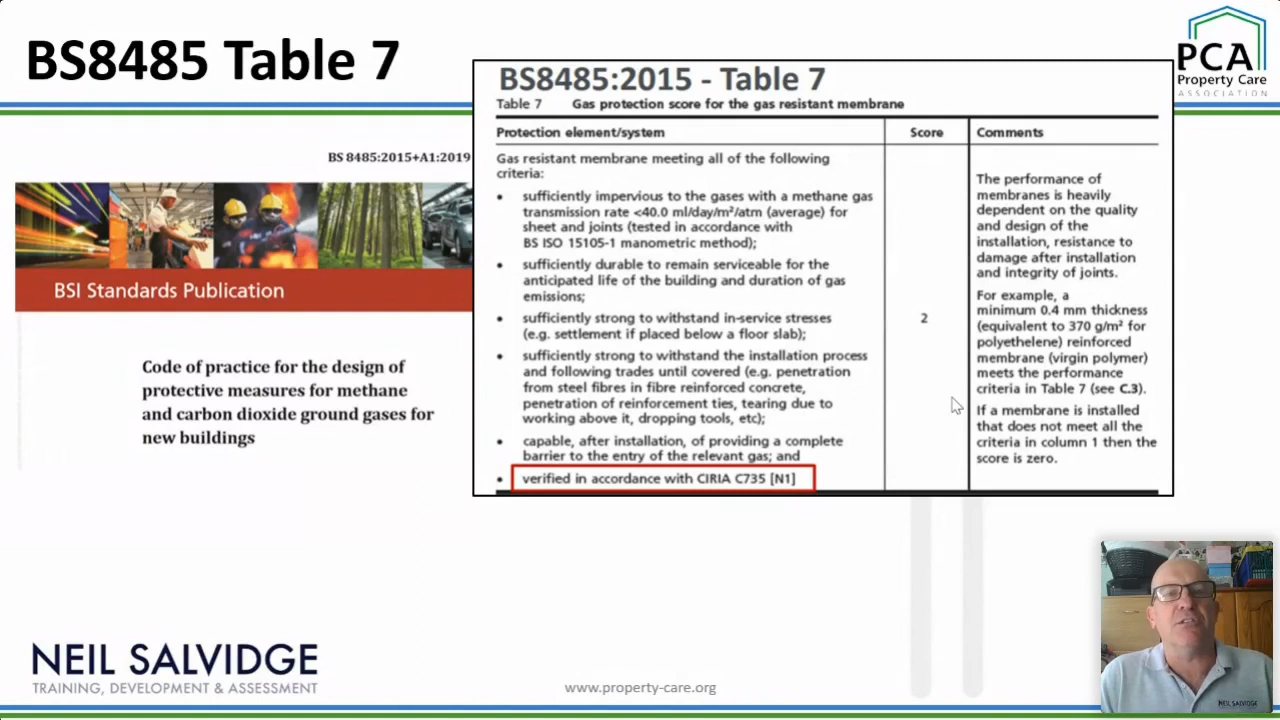 BS8485 Table 7
PCA
Property Care
ASSOCIATION
BS 8485:2015+A1:2019
BSI Standards Publication
Code of practice for the design of
protective measures for methane
and carbon dioxide ground gases for
new buildings
BS8485:2015 - Table 7
Table 7 Gas protection score for the gas resistant membrane
Protection element/system Score Comments
Gas resistant membrane meeting all of the following
criteria:
• sufficiently impervious to the gases with a methane gas
transmission rate <40.0 ml/day/m²/atm (average) for
sheet and joints (tested in accordance with
BS ISO 15105-1 manometric method);
• sufficiently durable to remain serviceable for the
anticipated life of the building and duration of gas
emissions;
• sufficiently strong to withstand in-service stresses
(e.g. settlement if placed below a floor slab);
• sufficiently strong to withstand the installation process
and following trades until covered (e.g. penetration
from steel fibres in fibre reinforced concrete,
penetration of reinforcement ties, tearing due to
working above it, dropping tools, etc);
• capable, after installation, of providing a complete
barrier to the entry of the relevant gas; and
• verified in accordance with CIRIA C735 [N1]
2
The performance of
membranes is heavily
dependent on the quality
and design of the
installation, resistance to
damage after installation
and integrity of joints.
For example, a
minimum 0.4 mm thickness
(equivalent to 370 g/m² for
polyethelene) reinforced
membrane (virgin polymer)
meets the performance
criteria in Table 7 (see C.3).
If a membrane is installed
that does not meet all the
criteria in column 1 then the
score is zero.
NEIL SALVIDGE
TRAINING, DEVELOPMENT & ASSESSMENT
www.property-care.org
NEIL SALVIDGE